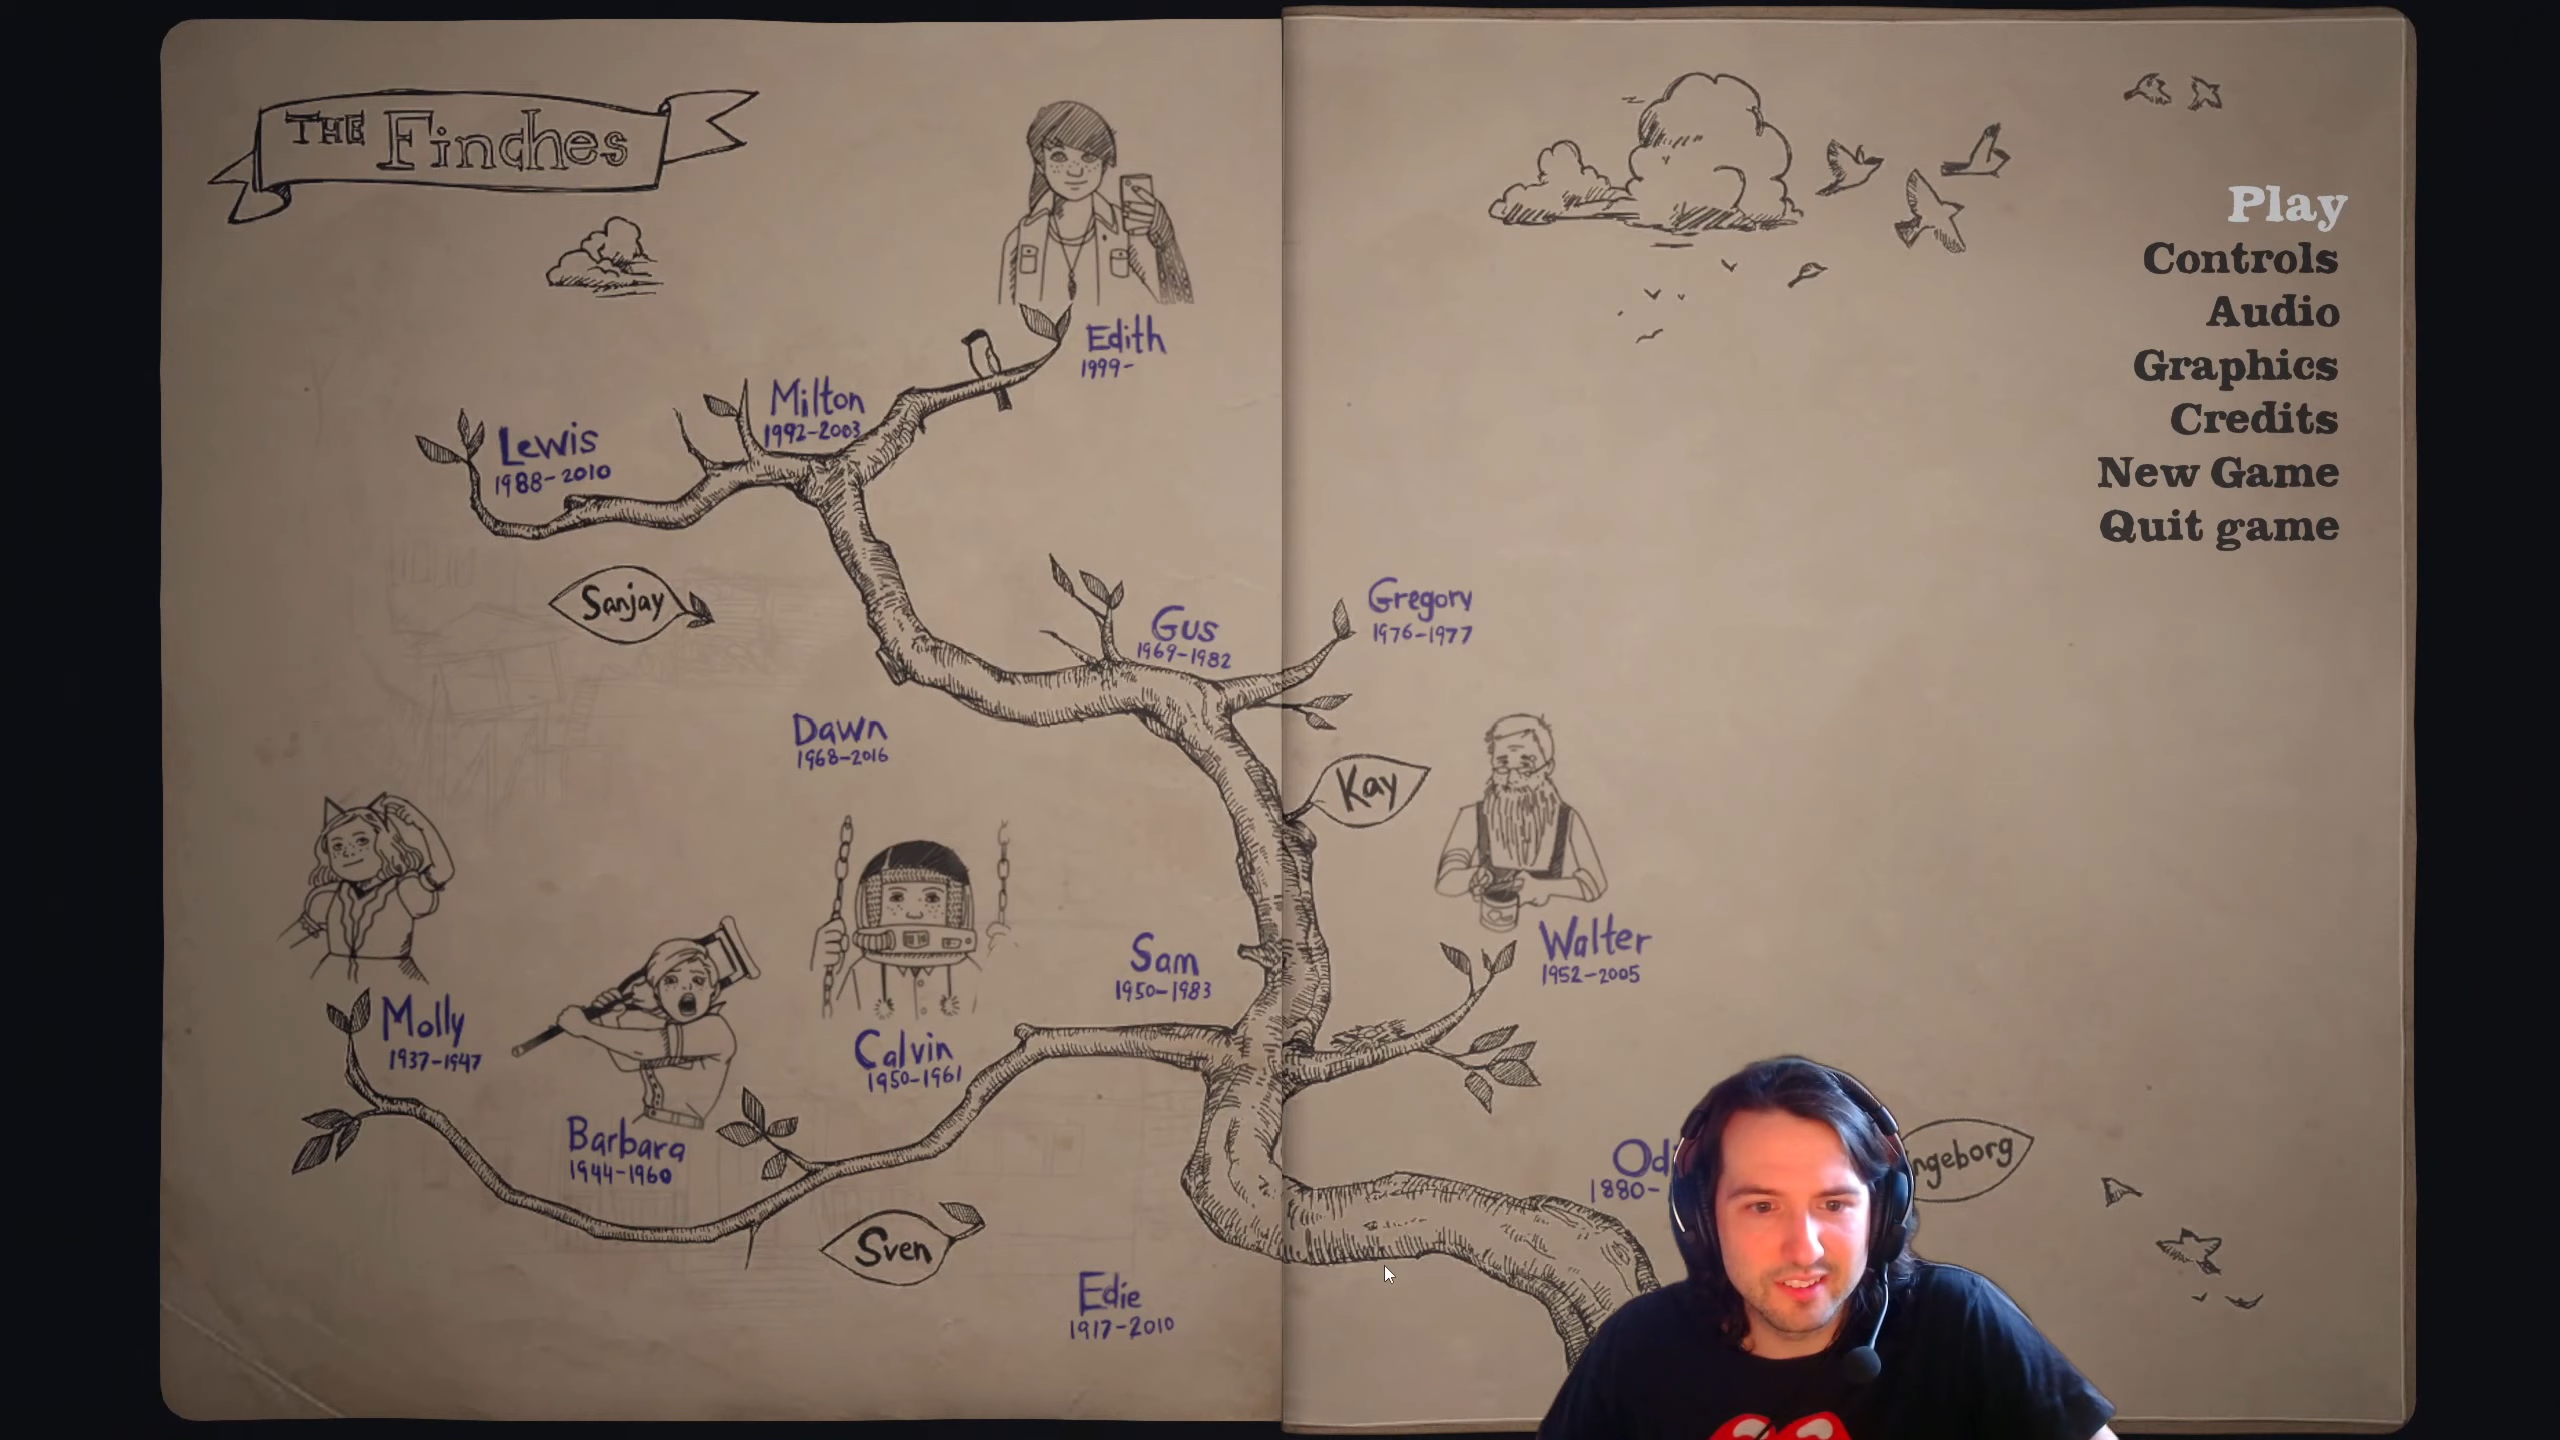 THE Finches
Play
Controls
Audio
Graphics
Credits
New Game
Quit game
Edith
1999-
Milton
1992-2003
Lewis
1988-2010
Sanjay
Gus
1969-1982
Gregory
1976-1977
Dawn
1968-2016
Kay
Walter
1952-2005
Sam
1950-1983
Molly
1937-1947
Calvin
1950-1961
Barbara
1944-1960
Sven
Edie
1917-2010
Od
1880-
ngeborg